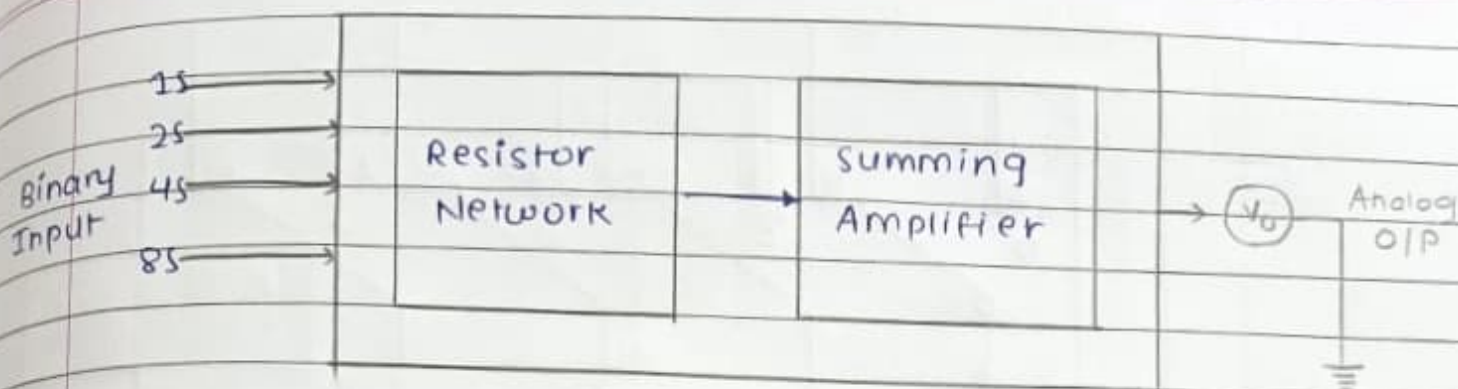 1s
2s
Binary 4s
Input
8s
Resistor
Network
summing
Amplifier
Vo
Analog
O/P